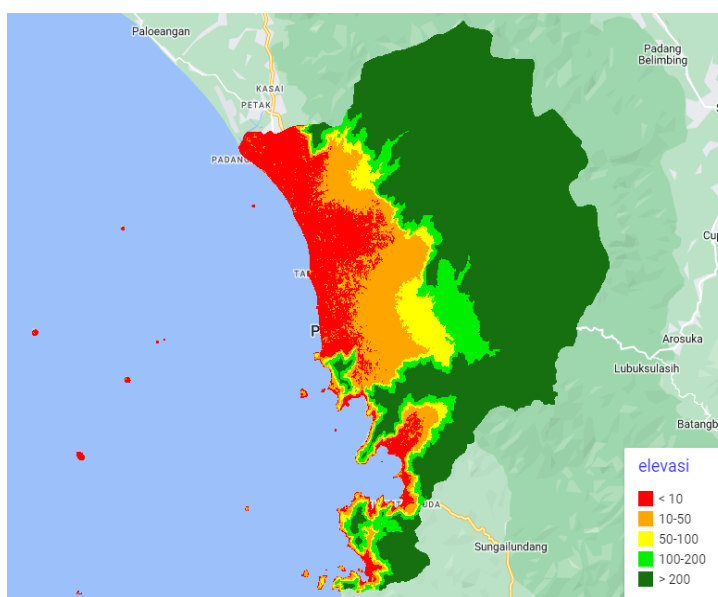 Paloeangan
Padang
Belimbing
KASAI
PETAK
PADANG
Cup
TA
P
Arosuka
Lubuksulasih
Batangb
elevasi
< 10
10-50
50-100
100-200
> 200
UDA
Sungailundang